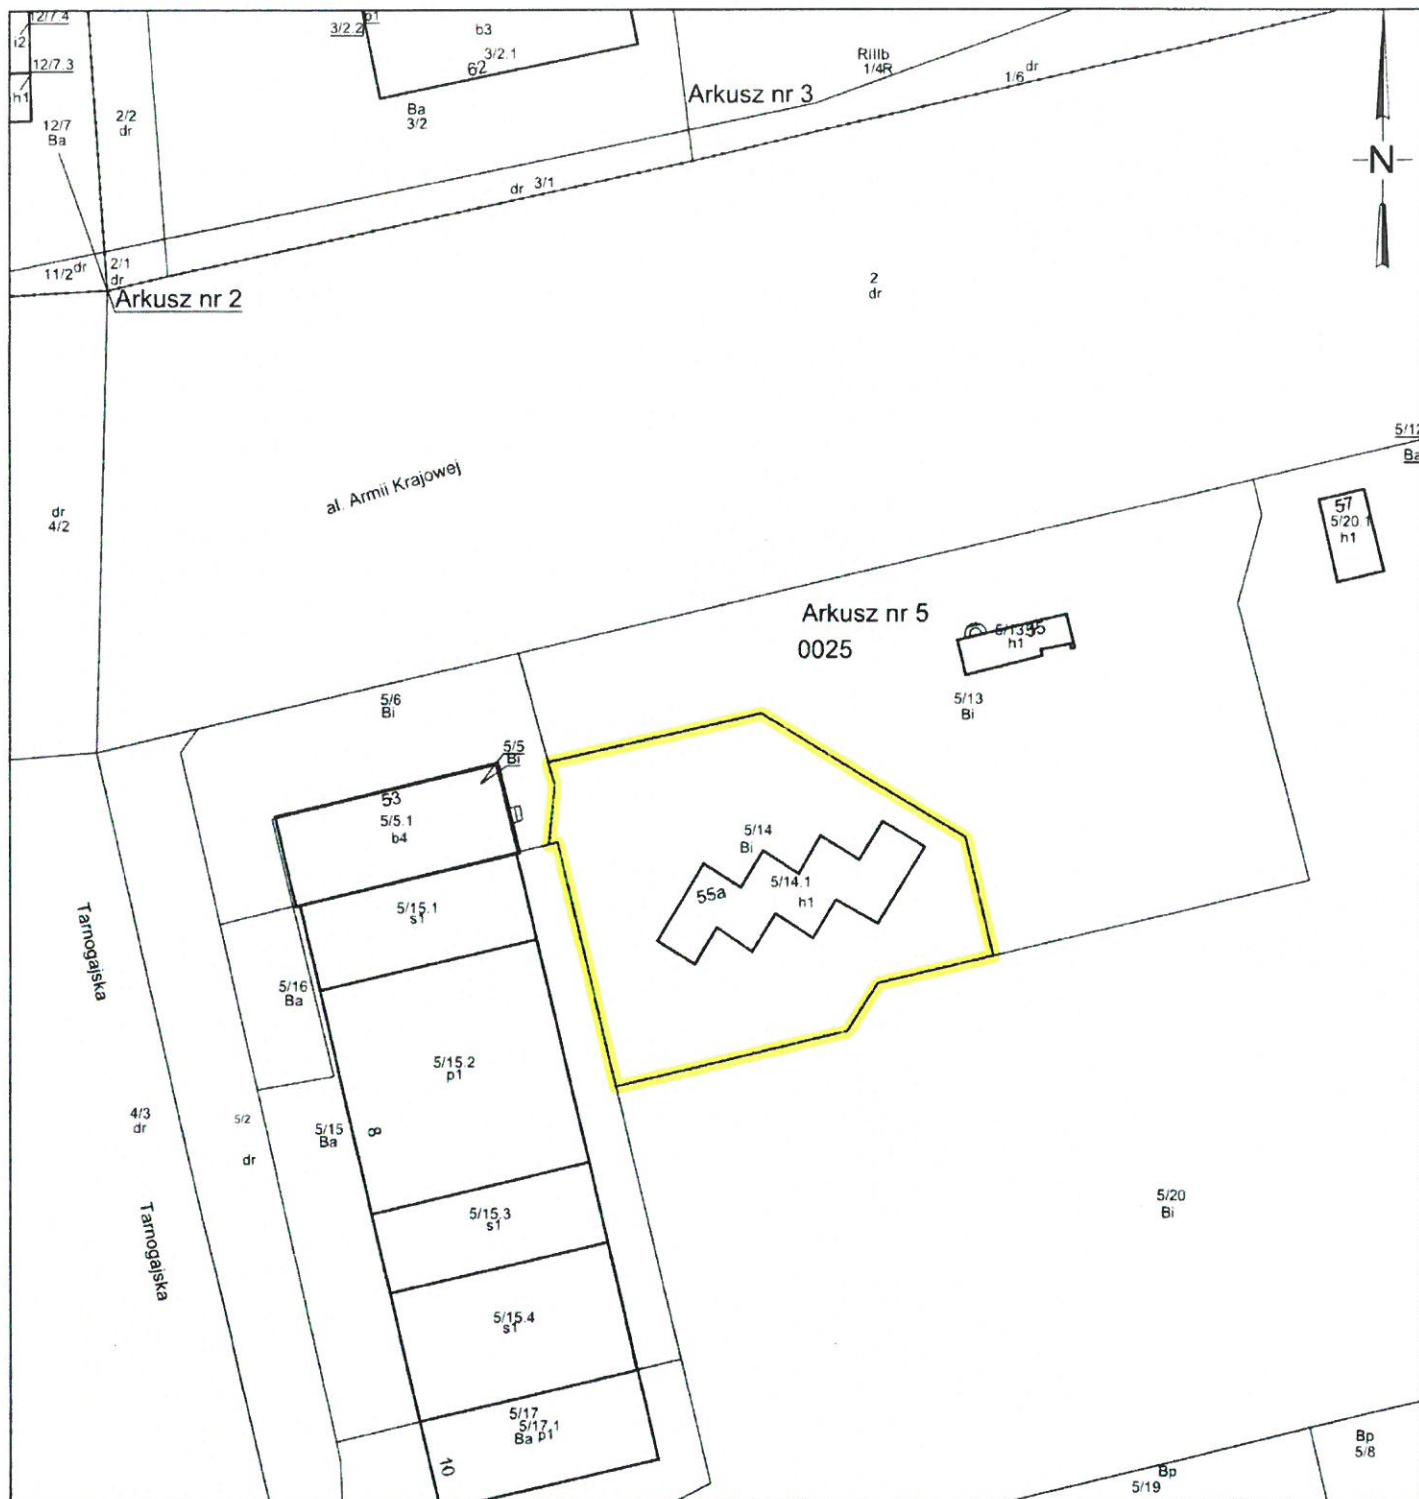 12/7.4
i2
12/7.3
h1
12/7
Ba
2/2
dr
3/2.2
b3
3/2.1
62
Ba
3/2
Arkusz nr 3
RIIIb
1/4R
1/6 dr
N
dr 3/1
11/2 dr
2/1
dr
Arkusz nr 2
2
dr
5/12
Ba
al. Armii Krajowej
dr
4/2
57
5/20.1
h1
Arkusz nr 5
0025
5/13 55
h1
5/13
Bi
5/6
Bi
5/5
Bi
53
5/5.1
b4
5/14
Bi
55a
5/14.1
h1
Tarnogajska
5/15.1
s1
5/16
Ba
5/15.2
p1
4/3
dr
5/2
dr
5/15
Ba
8
5/20
Bi
Tarnogajska
5/15.3
s1
5/15.4
s1
5/17
5/17.1
Ba p1
10
Bp
5/8
Bp
5/19